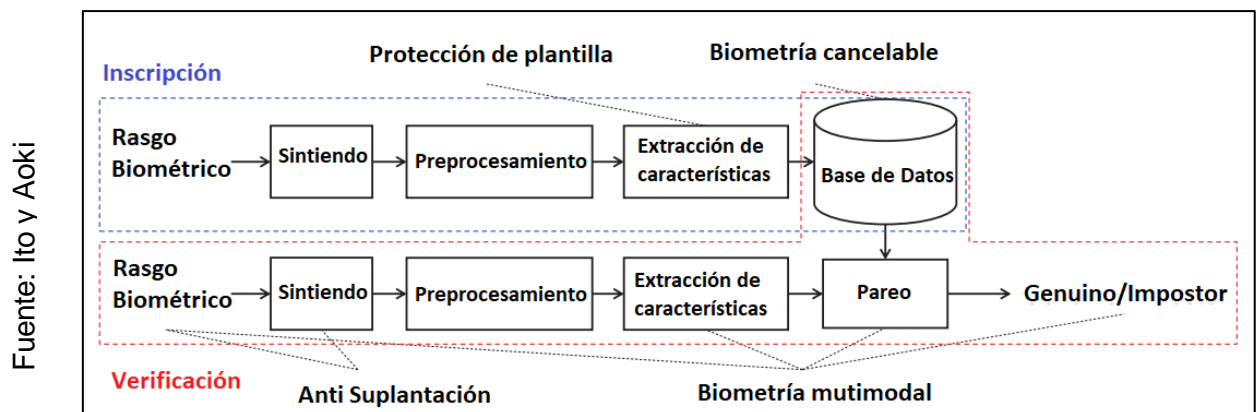 Fuente: Ito y Aoki
Protección de plantilla
Biometría cancelable
Inscripción
Rasgo
Biométrico
Sintiendo
Preprocesamiento
Extracción de
características
Base de Datos
Rasgo
Biométrico
Sintiendo
Preprocesamiento
Extracción de
características
Pareo
Genuino/Impostor
Verificación
Anti Suplantación
Biometría mutimodal